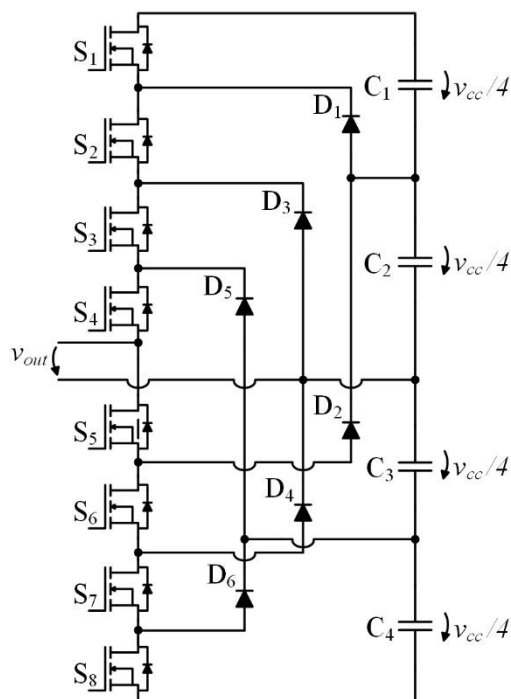 S1
S2
S3
S4
S5
S6
S7
S8
vout
D1
D3
D5
D2
D4
D6
C1
vcc/4
C2
vcc/4
C3
vcc/4
C4
vcc/4